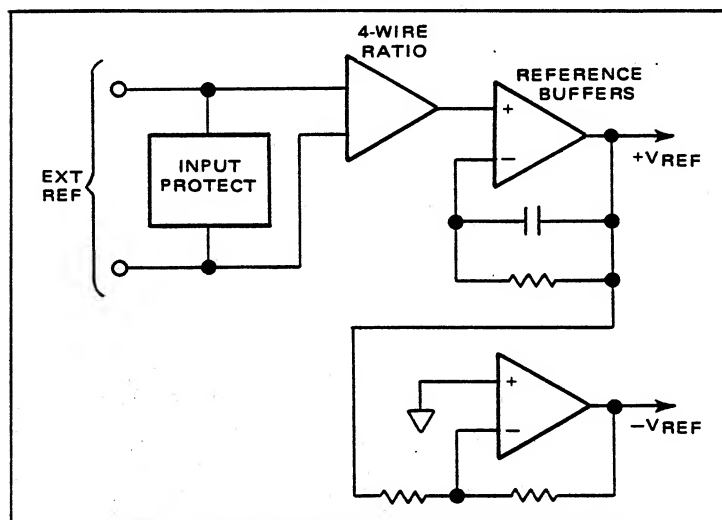 4-WIRE
RATIO
REFERENCE
BUFFERS
+
−
+VREF
INPUT
PROTECT
EXT
REF
+
−
−VREF